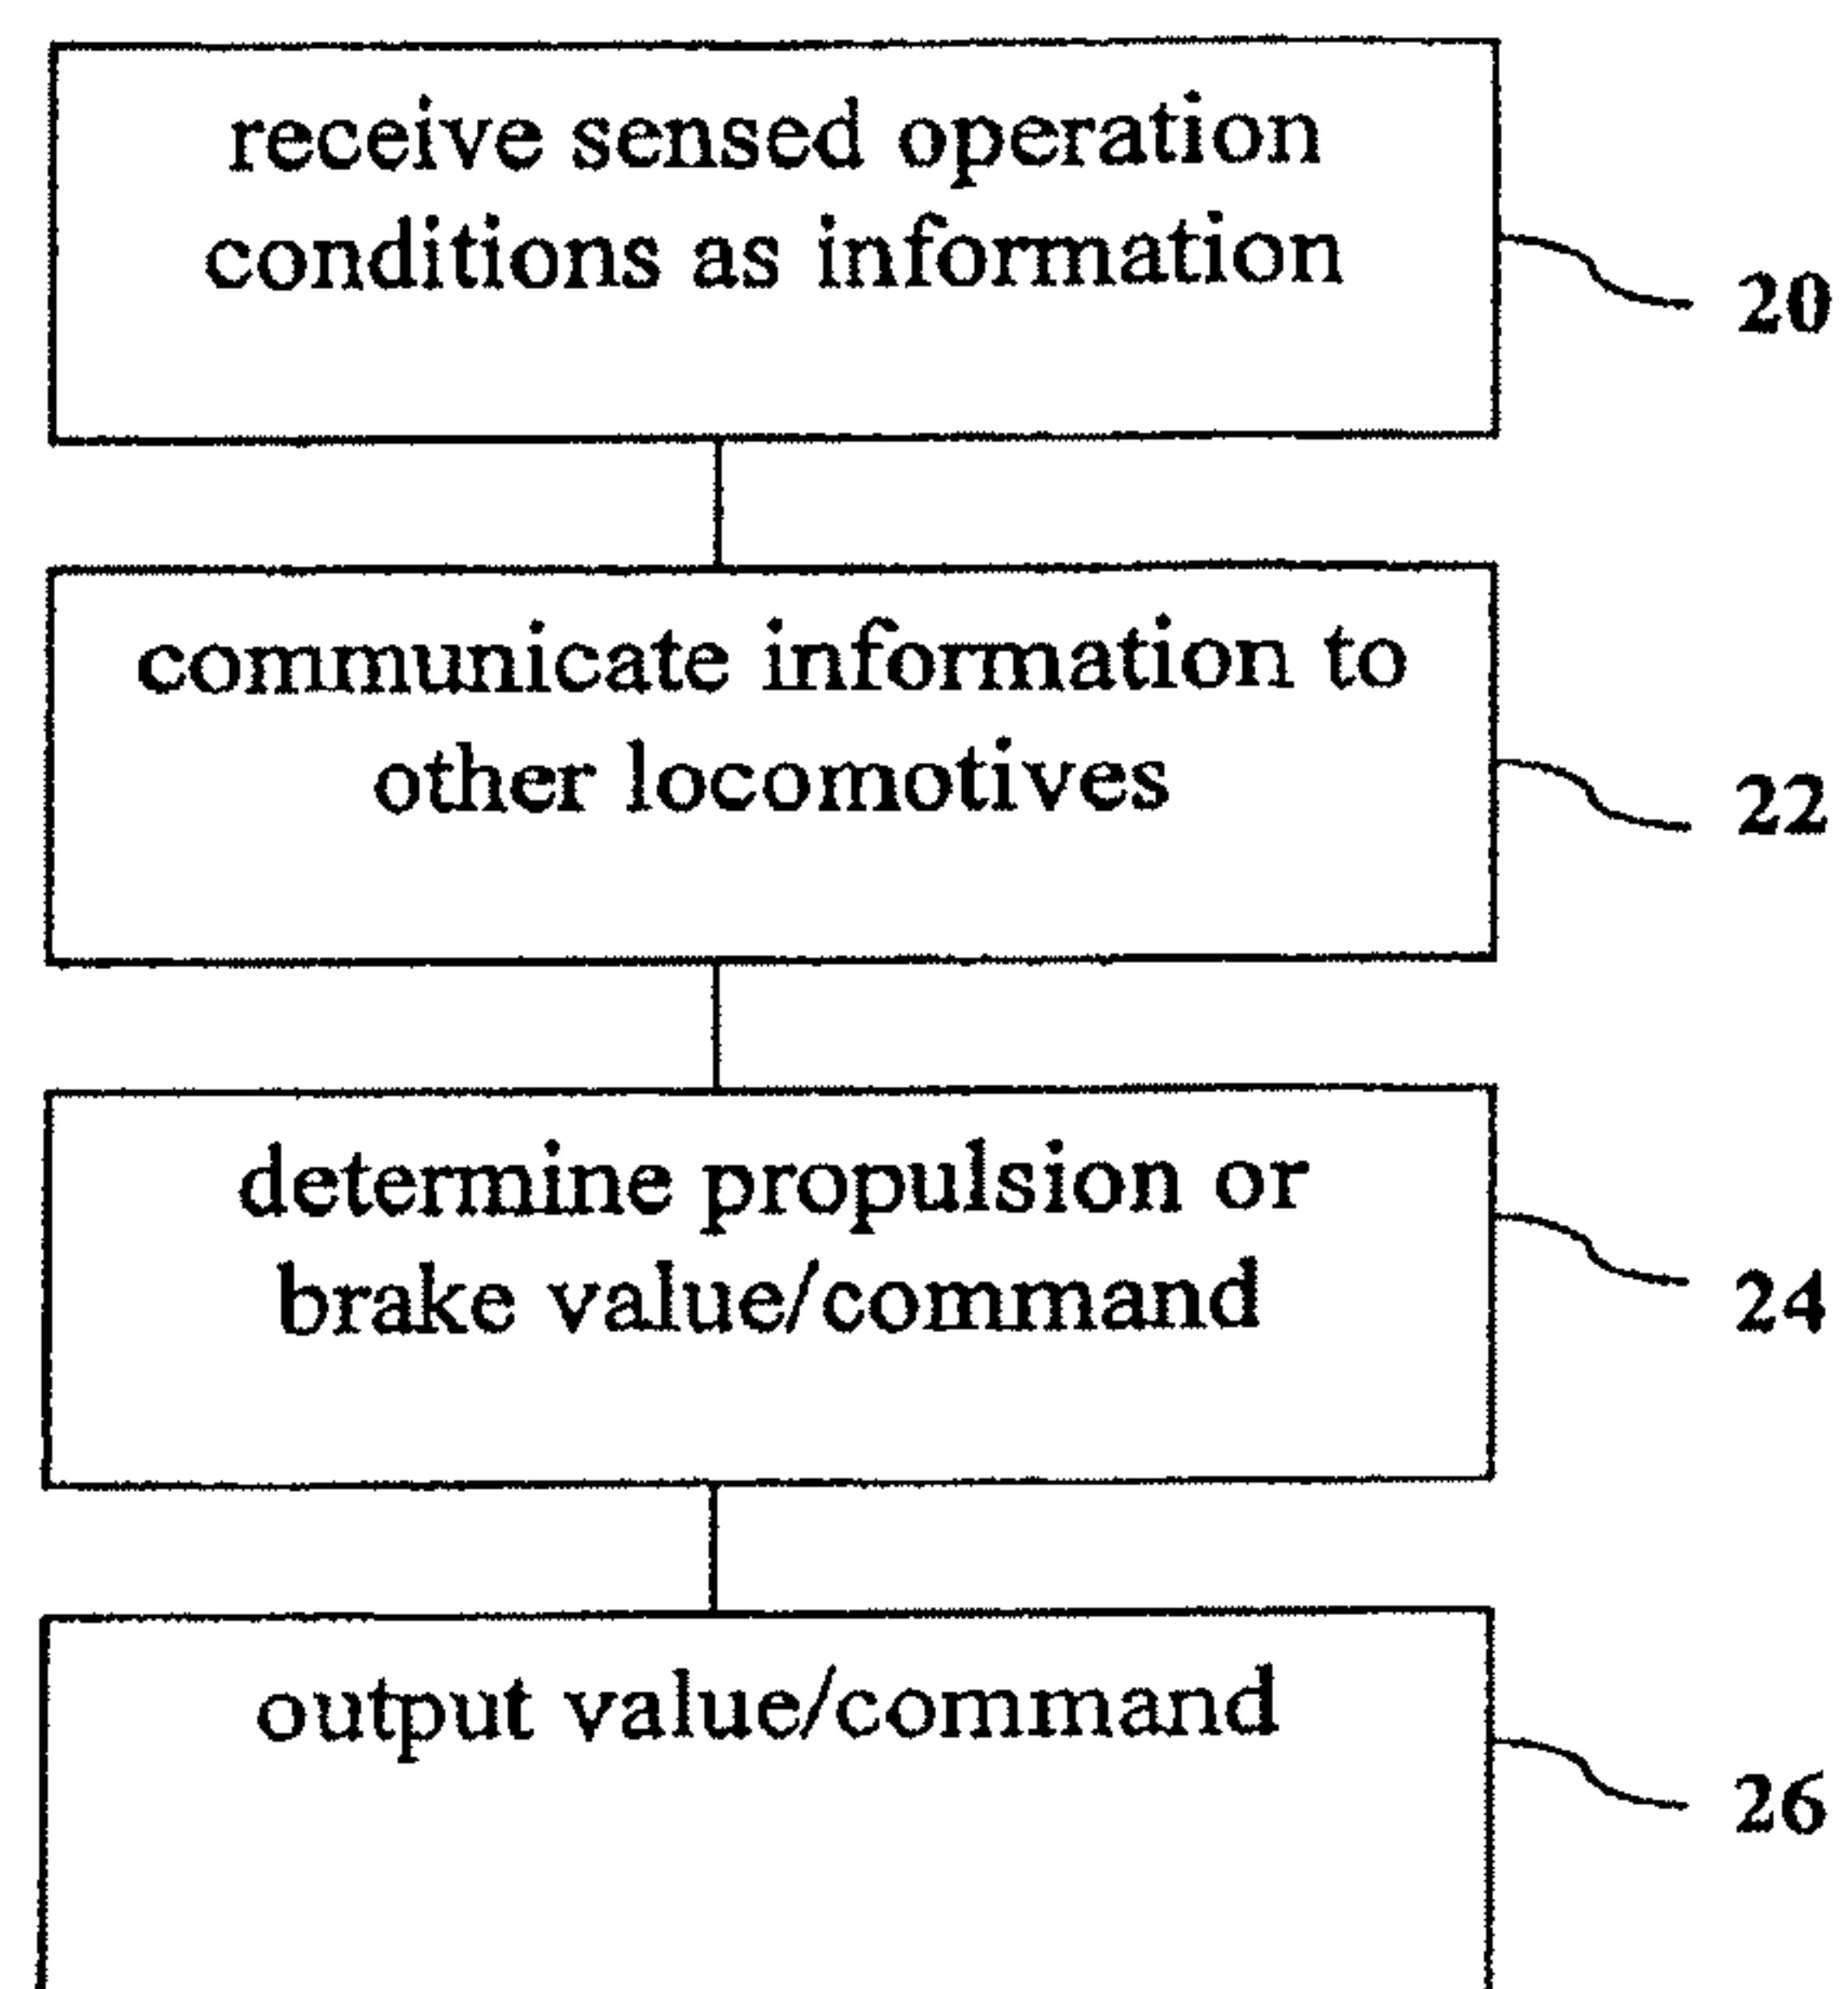 receive sensed operation
conditions as information
20
communicate information to
other locomotives
22
determine propulsion or
brake value/command
24
output value/command
26